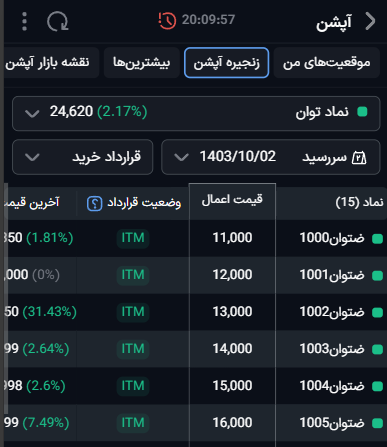 آپشن 20:09:57
موقعیت‌های من زنجیره آپشن بیشترین‌ها نقشه بازار آپشن
نماد توان (2.17%) 24,620
سررسید 1403/10/02 قرارداد خرید
نماد (15) قیمت اعمال وضعیت قرارداد آخرین قیمت
ضتوان1000 11,000 ITM 350 (1.81%)
ضتوان1001 12,000 ITM ,000 (0%)
ضتوان1002 13,000 ITM 50 (31.43%)
ضتوان1003 14,000 ITM 99 (2.64%)
ضتوان1004 15,000 ITM 998 (2.6%)
ضتوان1005 16,000 ITM 99 (7.49%)